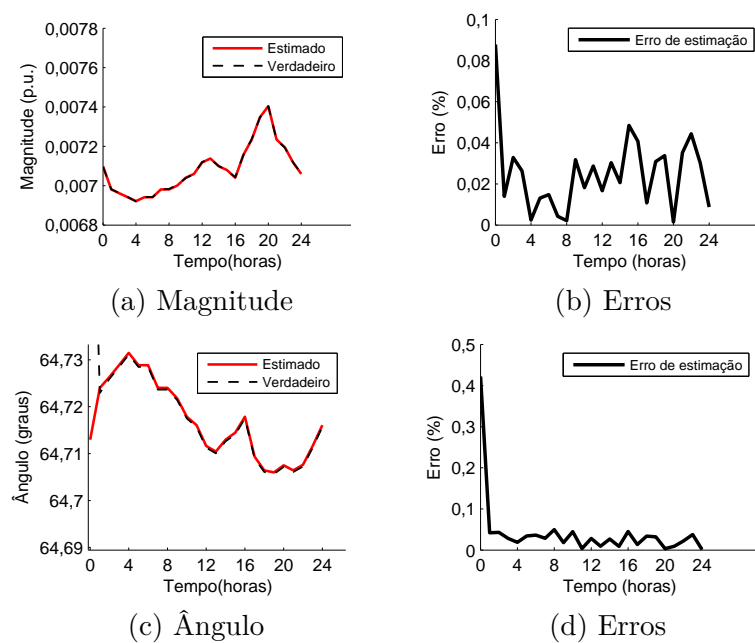 0,0078
0,0076
0,0074
0,0072
0,007
0,0068
Magnitude (p.u.)
Estimado
Verdadeiro
0 4 8 12 16 20 24
Tempo(horas)
(a) Magnitude
0,1
0,08
0,06
0,04
0,02
0
Erro (%)
Erro de estimação
0 4 8 12 16 20 24
Tempo (horas)
(b) Erros
64,73
64,72
64,71
64,7
64,69
Ângulo (graus)
Estimado
Verdadeiro
0 4 8 12 16 20 24
Tempo(horas)
(c) Ângulo
0,5
0,4
0,3
0,2
0,1
0
Erro (%)
Erro de estimação
0 4 8 12 16 20 24
Tempo (horas)
(d) Erros